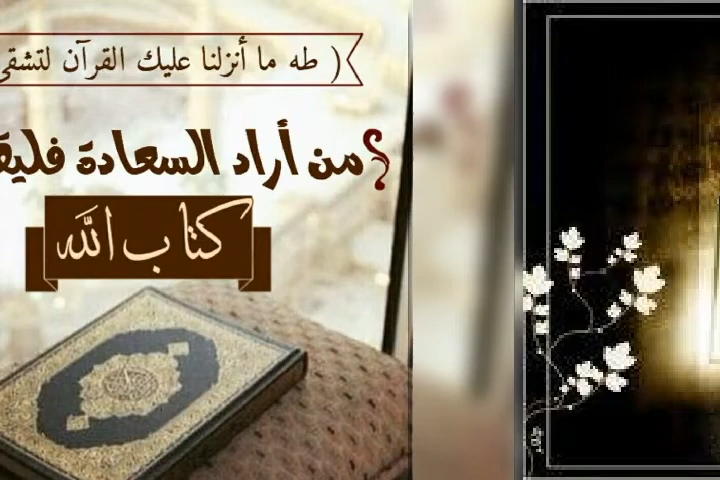 ( طه ما أنزلنا عليك القرآن لتشقى
من أراد السعادة
كتاب الله